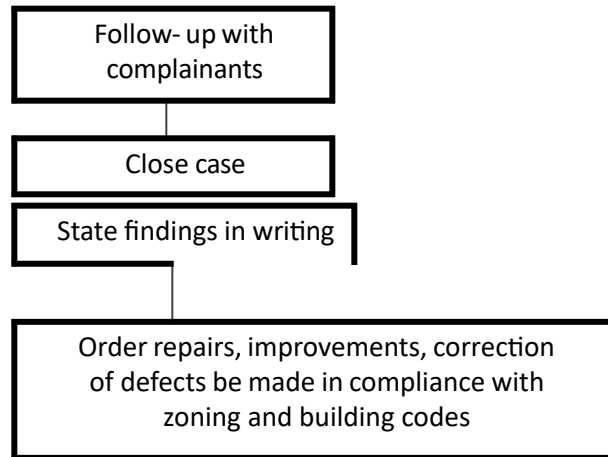 Follow- up with
complainants
Close case
State findings in writing
Order repairs, improvements, correction
of defects be made in compliance with
zoning and building codes